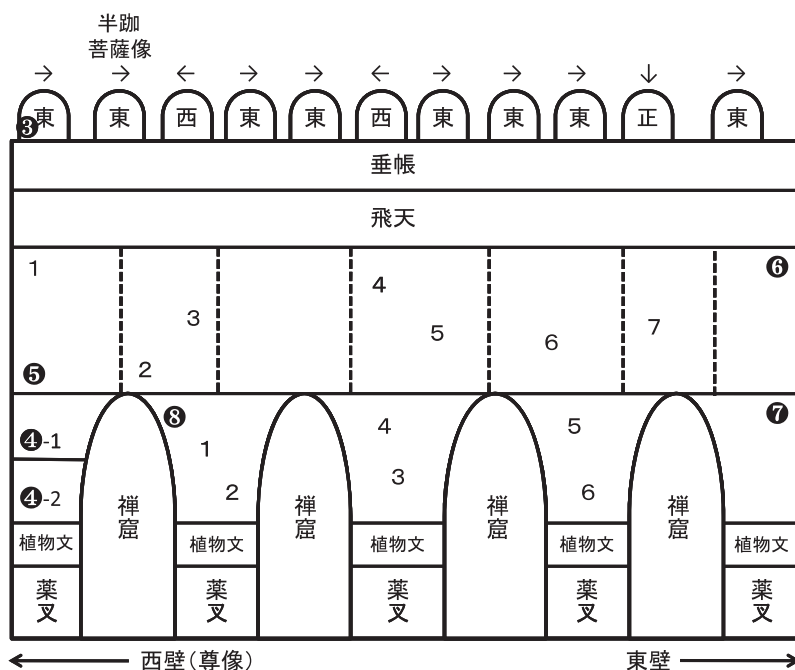 半跏
菩薩像
→ → ← → → ← → → → ↓ →
❸東 東 西 東 東 西 東 東 東 正 東
垂帳
飛天
1 ❻
4
3
5
6
7
2
❺
❽ ❼
❹-1
1
4
5
❹-2
2
3
6
禅窟 禅窟 禅窟 禅窟
植物文 植物文 植物文 植物文 植物文
薬叉 薬叉 薬叉 薬叉 薬叉
← 西壁(尊像) 東壁 →